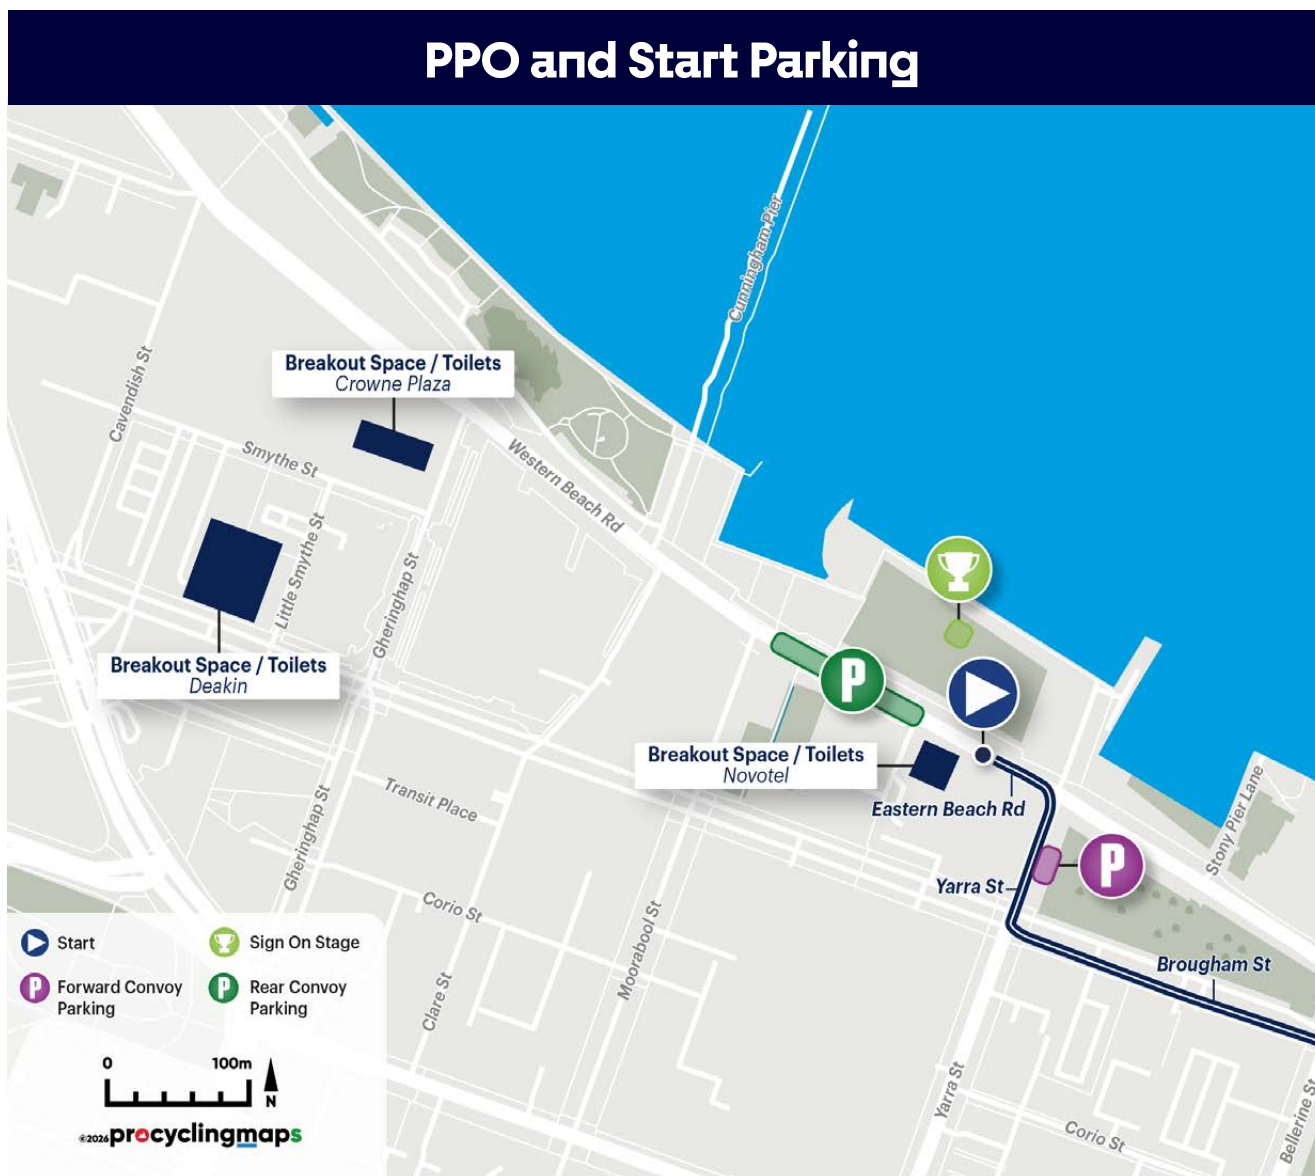 PPO and Start Parking
Cunningham Pier
Breakout Space / Toilets
Crowne Plaza
Cavendish St
Smythe St
Western Beach Rd
Little Smythe St
Gheringhap St
Breakout Space / Toilets
Deakin
P
Breakout Space / Toilets
Novotel
Eastern Beach Rd
Stony Pier Lane
Transit Place
Gheringhap St
P
Yarra St
Corio St
Moorabool St
Brougham St
Clare St
Yarra St
Corio St
Bellerine St
Start
Sign On Stage
P Forward Convoy
Parking
P Rear Convoy
Parking
0 100m
N
©2026 procyclingmaps